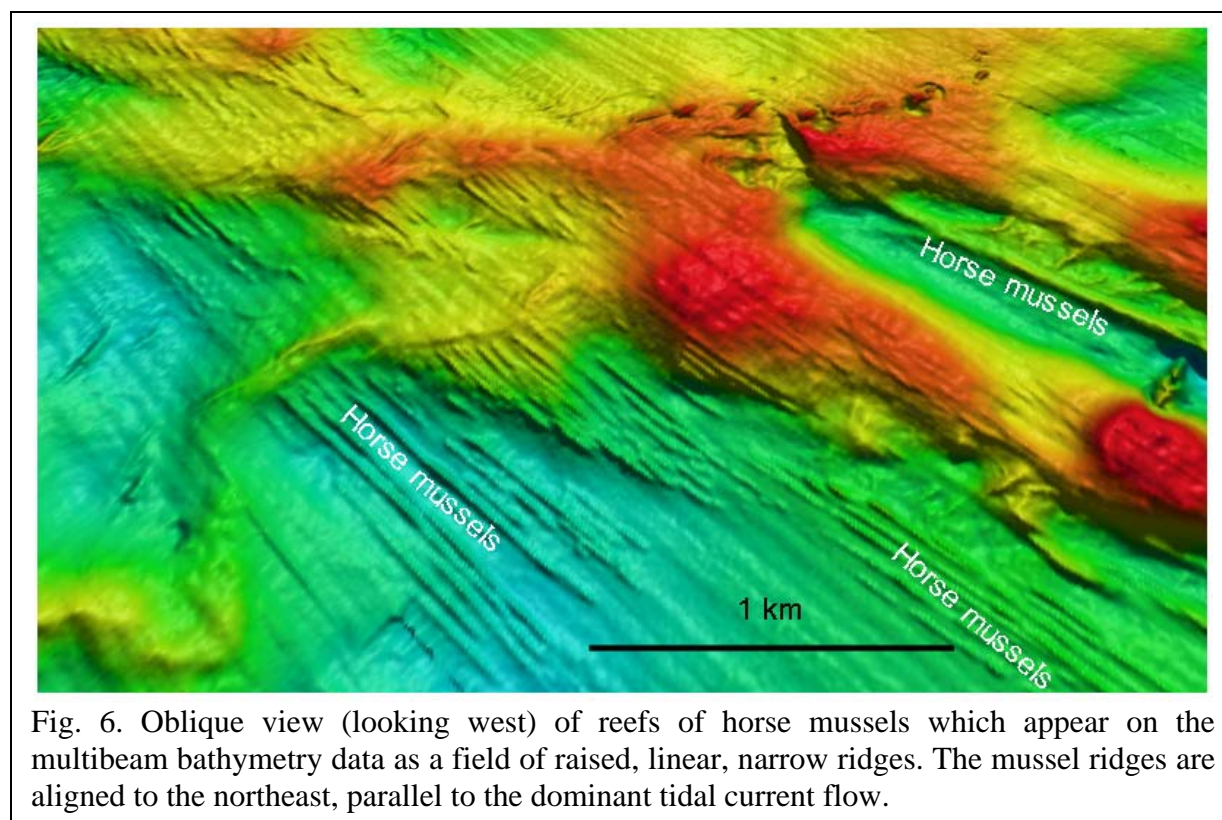 Horse mussels
Horse mussels
Horse mussels
1 km
Fig. 6. Oblique view (looking west) of reefs of horse mussels which appear on the
multibeam bathymetry data as a field of raised, linear, narrow ridges. The mussel ridges are
aligned to the northeast, parallel to the dominant tidal current flow.